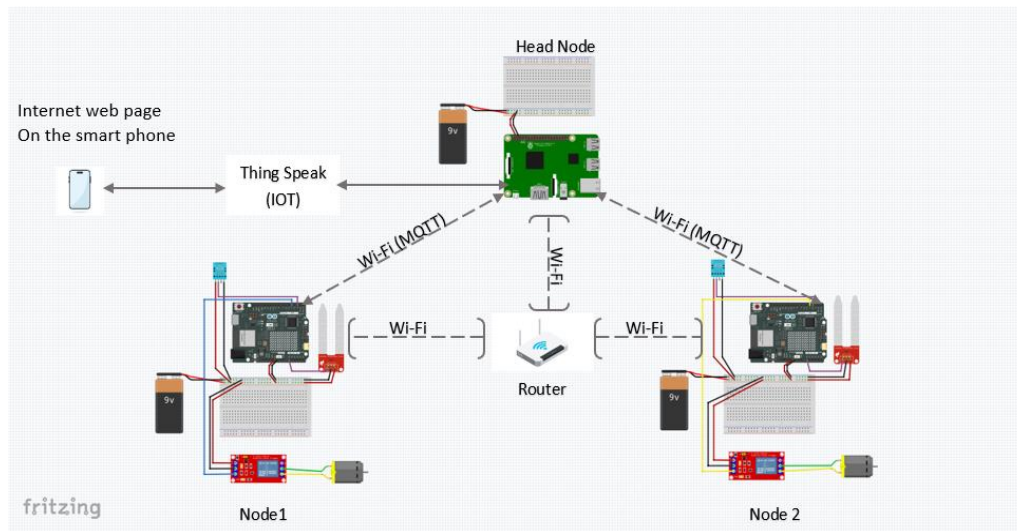 Head Node
9v
Internet web page
On the smart phone
Thing Speak
(IOT)
Wi-Fi (MQTT)
Wi-Fi
Wi-Fi (MQTT)
Wi-Fi
Wi-Fi
Router
9v
9v
fritzing
Node1
Node 2